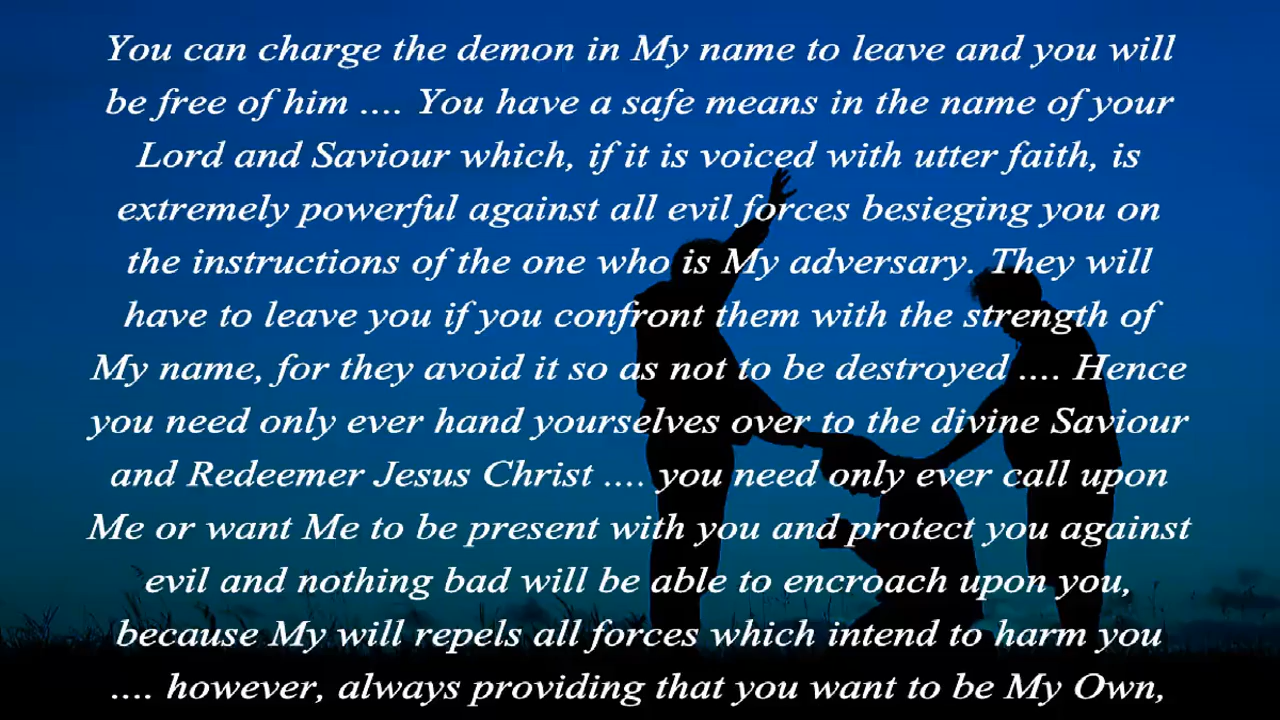 You can charge the demon in My name to leave and you will
be free of him .... You have a safe means in the name of your
Lord and Saviour which, if it is voiced with utter faith, is
extremely powerful against all evil forces besieging you on
the instructions of the one who is My adversary. They will
have to leave you if you confront them with the strength of
My name, for they avoid it so as not to be destroyed .... Hence
you need only ever hand yourselves over to the divine Saviour
and Redeemer Jesus Christ .... you need only ever call upon
Me or want Me to be present with you and protect you against
evil and nothing bad will be able to encroach upon you,
because My will repels all forces which intend to harm you
.... however, always providing that you want to be My Own,